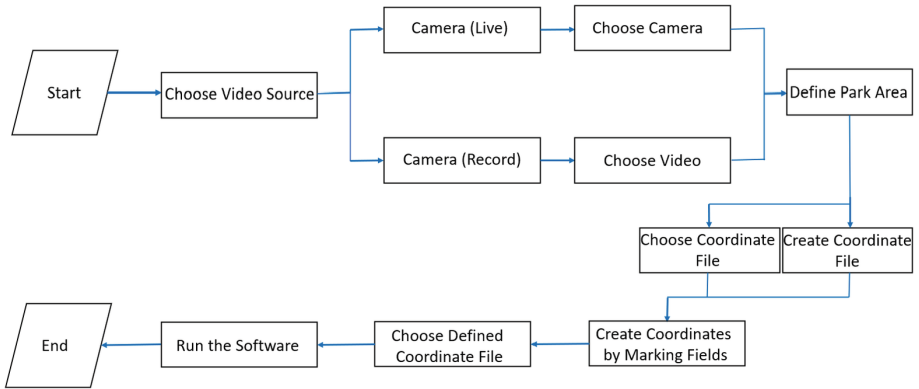 Start
Choose Video Source
Camera (Live)
Choose Camera
Camera (Record)
Choose Video
Define Park Area
Choose Coordinate
File
Create Coordinate
File
Create Coordinates
by Marking Fields
Choose Defined
Coordinate File
Run the Software
End